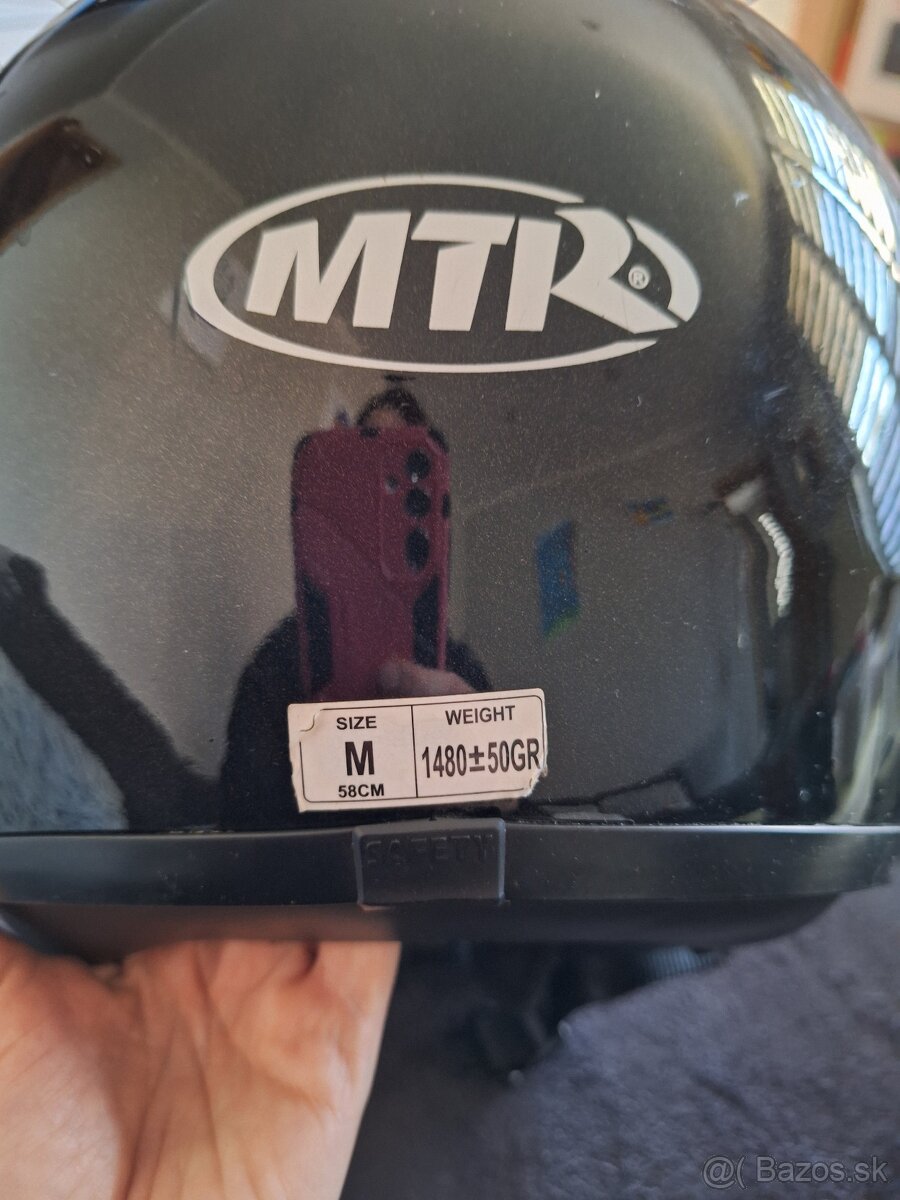 MTR®
SIZE
M
58CM
WEIGHT
1480±50GR
SAFETY
@( Bazos.sk